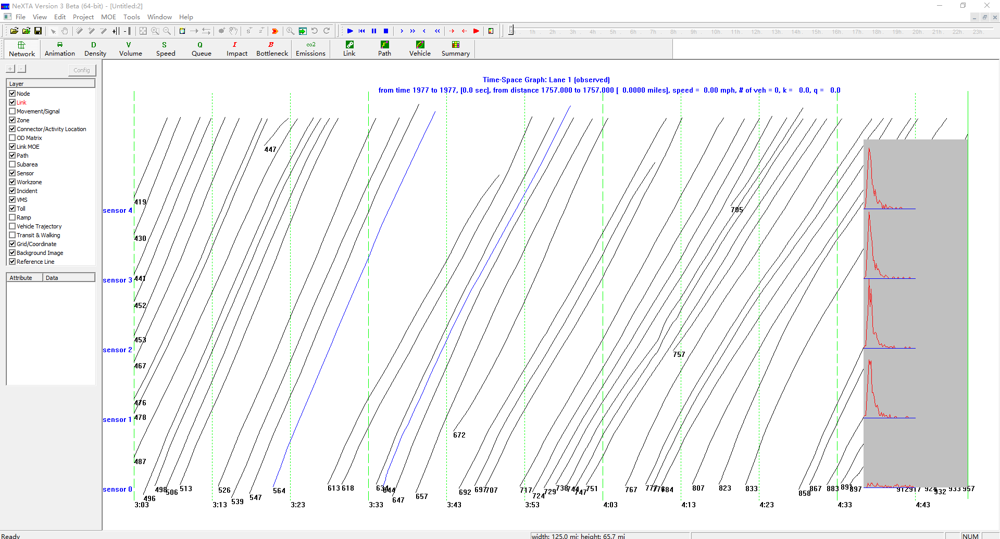 NeXTA Version 3 Beta (64-bit) - [Untitled:2]
File View Edit Project MOE Tools Window Help
1h. 2h. 3h. 4h. 5h. 6h. 7h. 8h. 9h. 10h. 11h. 12h. 13h. 14h. 15h. 16h. 17h. 18h. 19h. 20h. 21h. 22h. 23h.
D V S Q I B co2
Network Animation Density Volume Speed Queue Impact Bottleneck Emissions Link Path Vehicle Summary
+ - Config
Layer
Node
Link
Movement/Signal
Zone
Connector/Activity Location
OD Matrix
Link MOE
Path
Subarea
Sensor
Workzone
Incident
VMS
Toll
Ramp
Vehicle Trajectory
Transit & Walking
Grid/Coordinate
Background Image
Reference Line
Attribute Data
Time-Space Graph: Lane 1 (observed)
from time 1977 to 1977, [0.0 sec], from distance 1757.000 to 1757.000 [ 0.0000 miles], speed = 0.00 mph, # of veh = 0, k = 0.0, q = 0.0
447
419
sensor 4
705
430
sensor 3
441
452
453
sensor 2
757
467
476
478
sensor 1
672
487
sensor 0
496 498 506 513 526 539 547 564 613 618 634 644 647 657 692 697 707 717 724 729 738 744 747 751 767 777 776 684 807 823 833 858 867 883 891 897 912 917 924 932 933 957
3:03 3:13 3:23 3:33 3:43 3:53 4:03 4:13 4:23 4:33 4:43
Ready
width: 125.0 mi; height: 65.7 mi
NUM